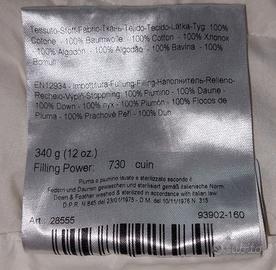 Tessuto-Stoff-Fabric-Ткань-Tejido-Tecido-Látka-Tyg 100%
Cotone - 100% Baumwolle - 100% Cotton - 100% Хлопок
- 100% Algodón - 100% Algodão - 100% Bavlna - 100%
Bomull
EN12934 - Imbottitura-Füllung-Filling-Наполнитель-Relleno-
Recheio-Výplň-Stoppning: 100% Piumino - 100% Daune -
100% Down - 100% пух - 100% Plumón - 100% Flocos de
Pluma - 100% Prachové Peří - 100% Dun
340 g (12 oz.)
Filling Power: 730 cuin
Piuma e piumino lavato e sterilizzato secondo il
Federn und Daunen gewaschen und sterilisiert gemäß italienische Norm
Down & Feather washed & sterilized in accordance with italian law:
D.P.R. N.845 del 23/01/1975 - D.M. del 10/11/1976 N. 315
Art.: 28555 93902-160
subito